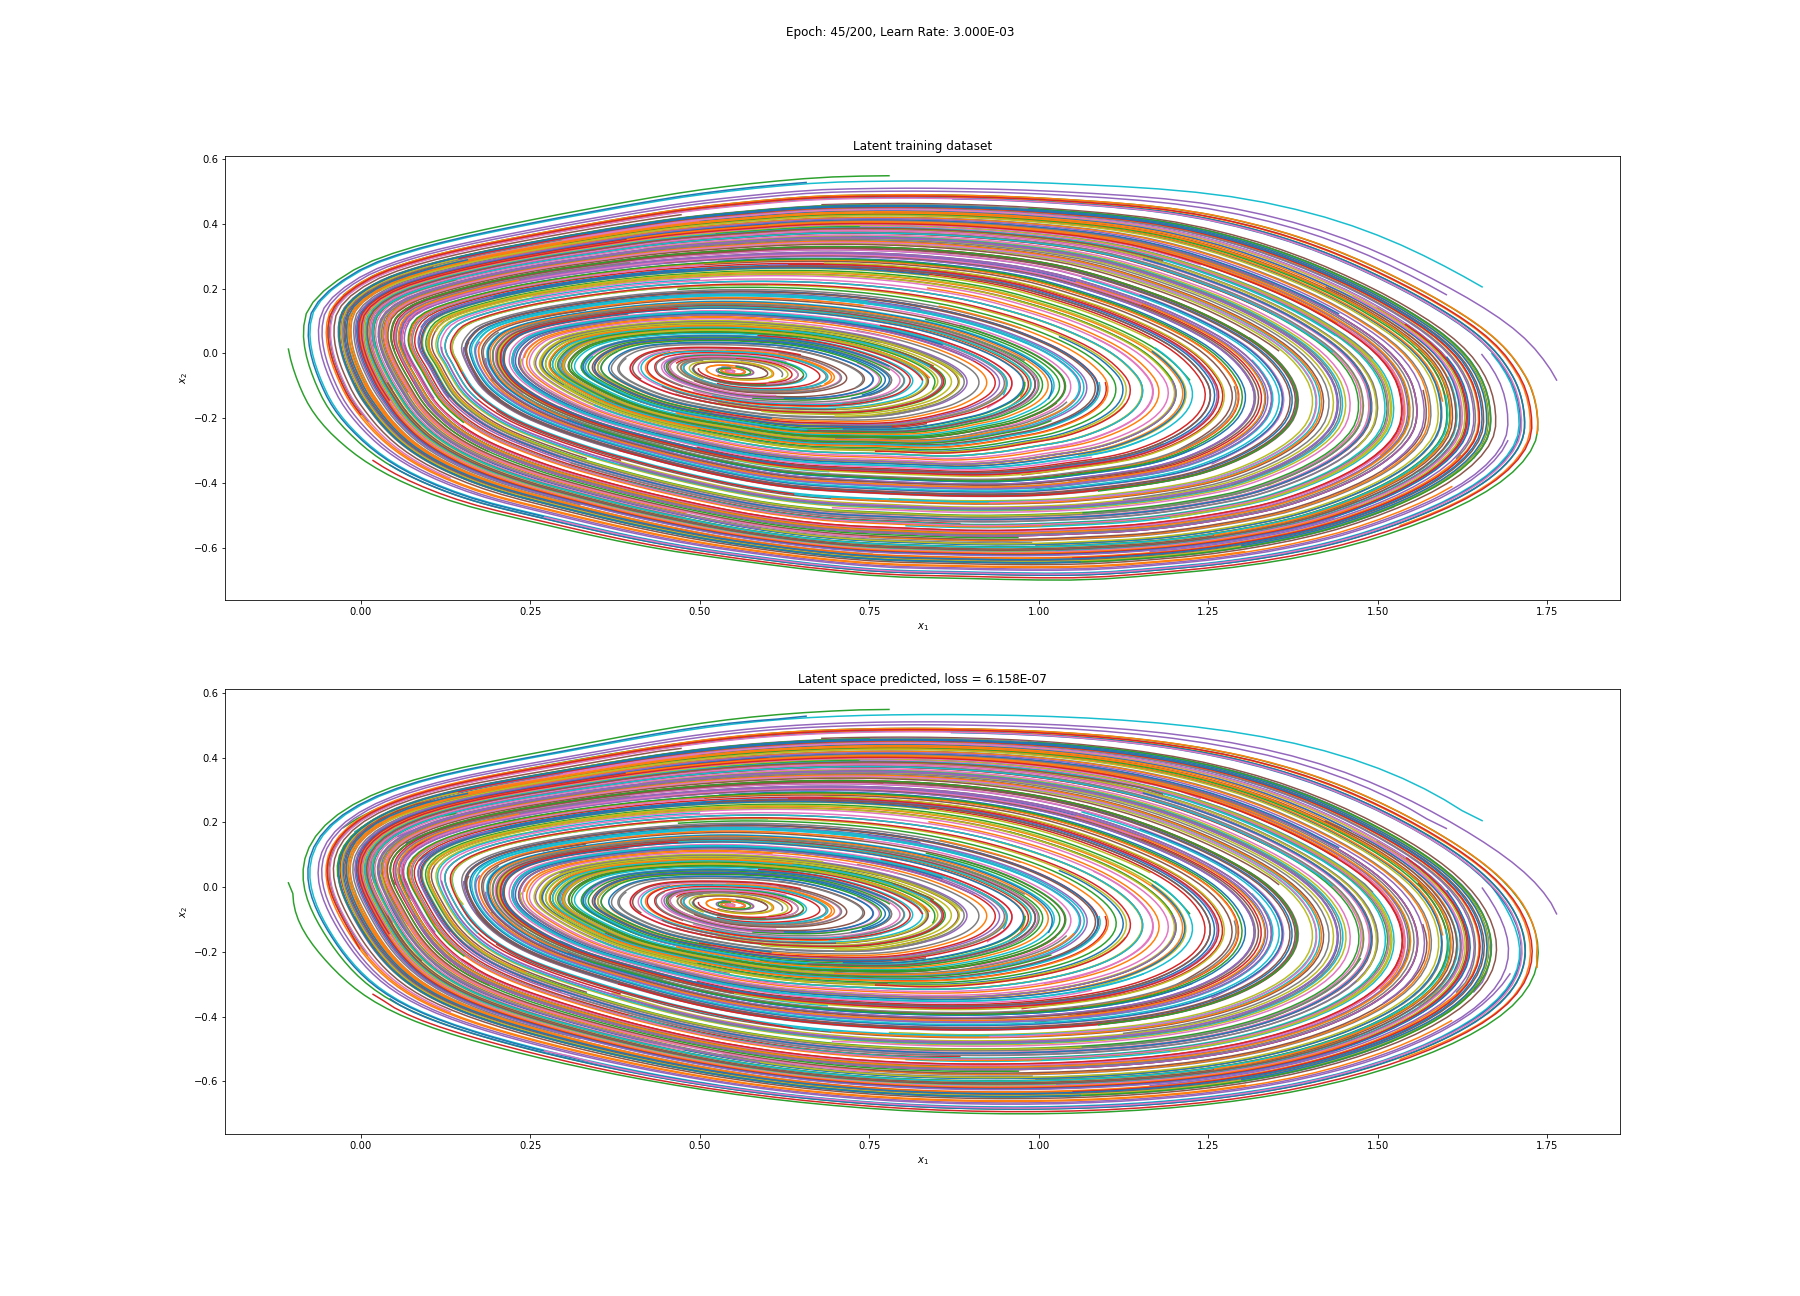 Epoch: 45/200, Learn Rate: 3.000E-03
Latent training dataset
0.6
0.4
0.2
0.0
−0.2
−0.4
−0.6
x₂
0.00 0.25 0.50 0.75 1.00 1.25 1.50 1.75
x₁
Latent space predicted, loss = 6.158E-07
0.6
0.4
0.2
0.0
−0.2
−0.4
−0.6
x₂
0.00 0.25 0.50 0.75 1.00 1.25 1.50 1.75
x₁